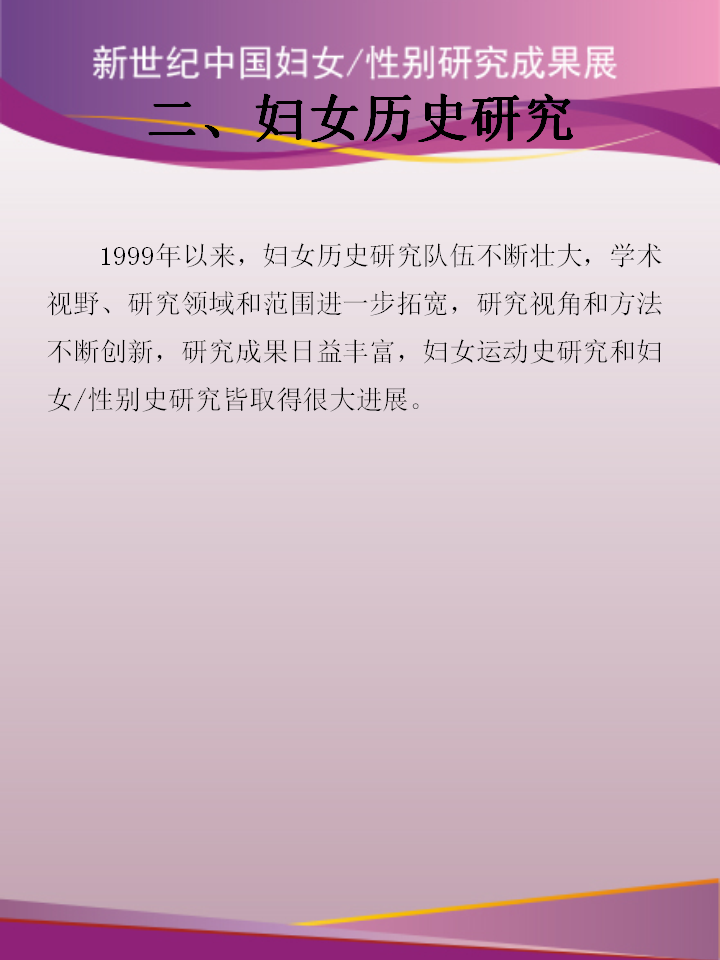 新世纪中国妇女/性别研究成果展
二、妇女历史研究
1999年以来，妇女历史研究队伍不断壮大，学术
视野、研究领域和范围进一步拓宽，研究视角和方法
不断创新，研究成果日益丰富，妇女运动史研究和妇
女/性别史研究皆取得很大进展。